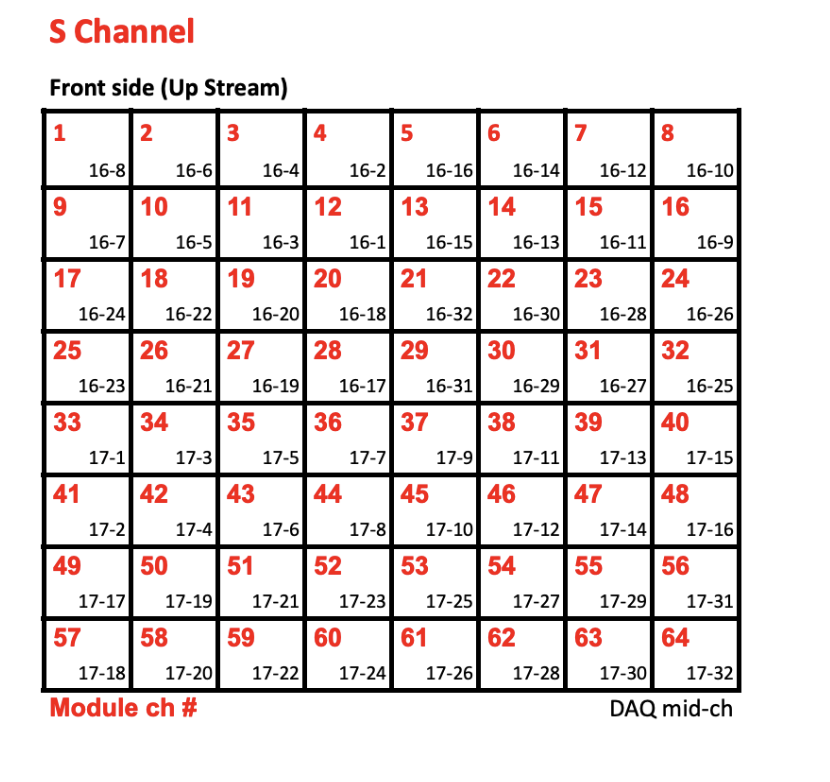 S Channel
Front side (Up Stream)
1 2 3 4 5 6 7 8
16-8 16-6 16-4 16-2 16-16 16-14 16-12 16-10
9 10 11 12 13 14 15 16
16-7 16-5 16-3 16-1 16-15 16-13 16-11 16-9
17 18 19 20 21 22 23 24
16-24 16-22 16-20 16-18 16-32 16-30 16-28 16-26
25 26 27 28 29 30 31 32
16-23 16-21 16-19 16-17 16-31 16-29 16-27 16-25
33 34 35 36 37 38 39 40
17-1 17-3 17-5 17-7 17-9 17-11 17-13 17-15
41 42 43 44 45 46 47 48
17-2 17-4 17-6 17-8 17-10 17-12 17-14 17-16
49 50 51 52 53 54 55 56
17-17 17-19 17-21 17-23 17-25 17-27 17-29 17-31
57 58 59 60 61 62 63 64
17-18 17-20 17-22 17-24 17-26 17-28 17-30 17-32
Module ch # DAQ mid-ch